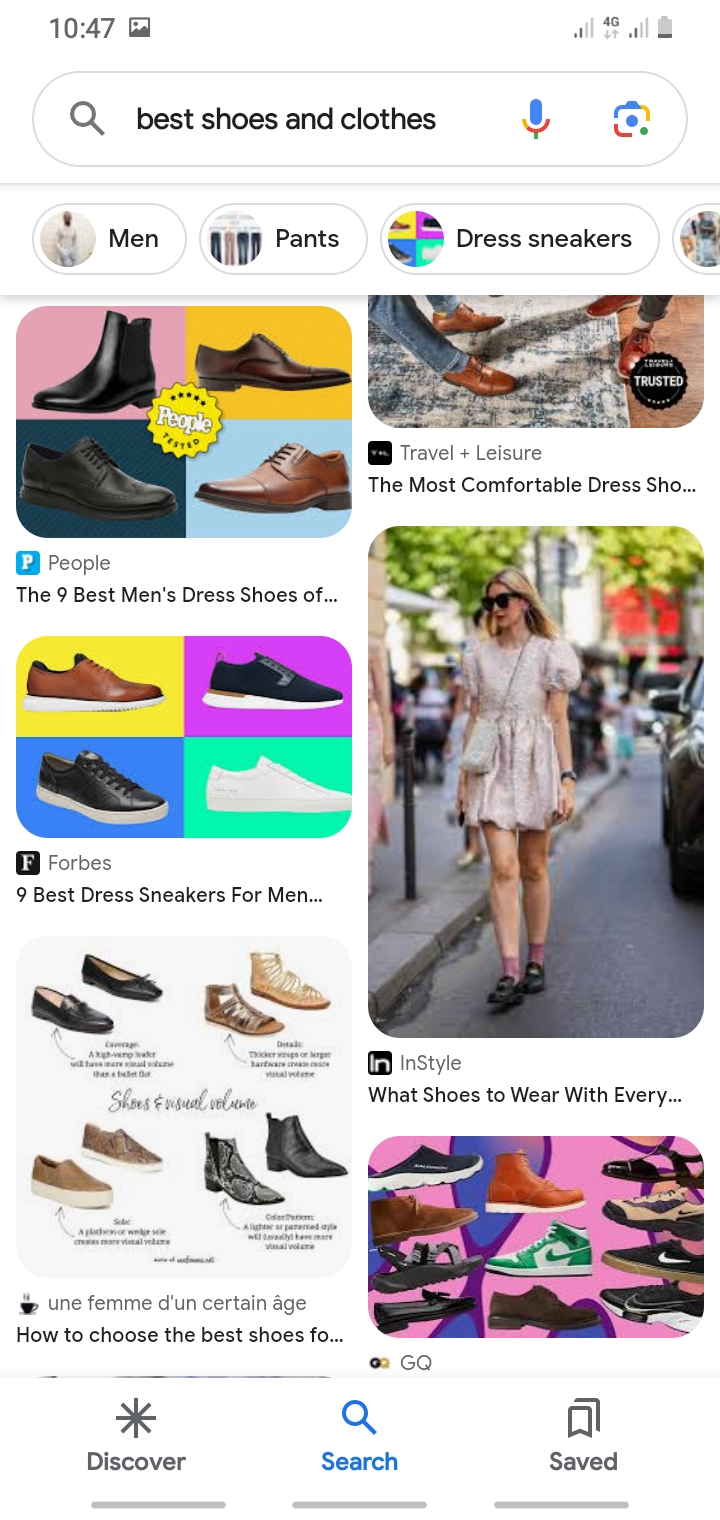 10:47
4G
best shoes and clothes
Men
Pants
Dress sneakers
People
TESTED
P
People
The 9 Best Men's Dress Shoes of...
F
Forbes
9 Best Dress Sneakers For Men...
Coverage:
A high-vamp loafer
will have more visual volume
than a ballet flat
Details:
Thicker straps or larger
hardware create more
visual volume
Shoes & visual volume
Sole:
A platform or wedge sole
creates more visual volume
Color/Pattern:
A lighter or patterned style
will (usually) have more
visual volume
une femme d'un certain âge
How to choose the best shoes fo...
TRAVEL+
LEISURE
TRUSTED
T+L
Travel + Leisure
The Most Comfortable Dress Sho...
In
InStyle
What Shoes to Wear With Every...
SALOMON
GQ
GQ
Discover
Search
Saved